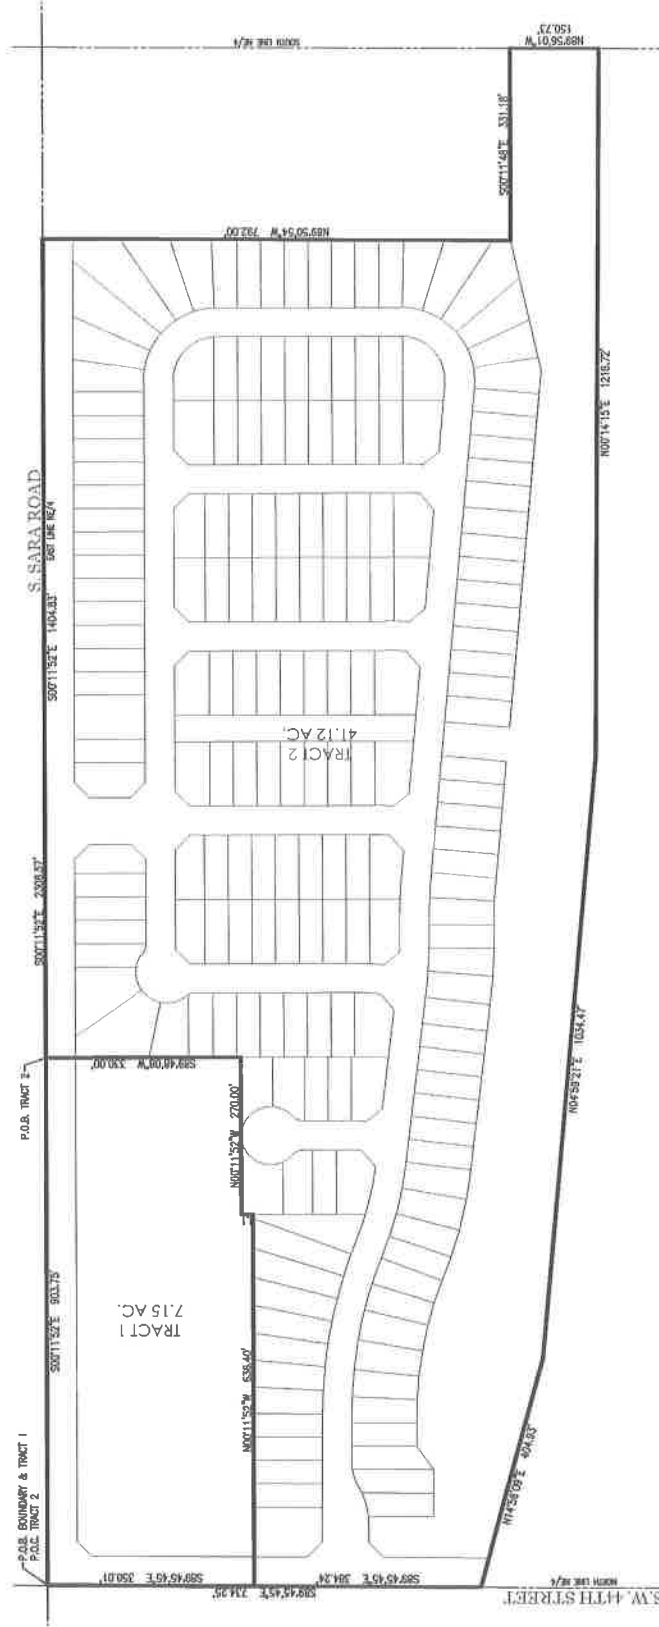 N89°56'01"W
150.73'
SOUTH LINE NE/4
S00°11'48"E 331.18'
N89°50'54"W 792.00'
S. SARA ROAD
EAST LINE NE/4
S00°11'52"E 1404.83'
N00°14'15"E 1218.72'
TRACT 2
41.12 AC.
S00°11'52"E 2308.57'
P.O.B. TRACT 2
S89°48'08"W 330.00'
N00°11'52"W 270.00'
N04°59'21"E 1034.47'
L1
S00°11'52"E 903.75'
TRACT 1
7.15 AC.
N00°11'52"W 636.40'
P.O.B. BOUNDARY & TRACT 1
P.O.C. TRACT 2
N14°56'09"E 404.93'
S89°45'45"E 350.01'
S89°45'45"E 734.25'
S89°45'45"E 384.24'
NORTH LINE NE/4
S.W. 44TH STREET